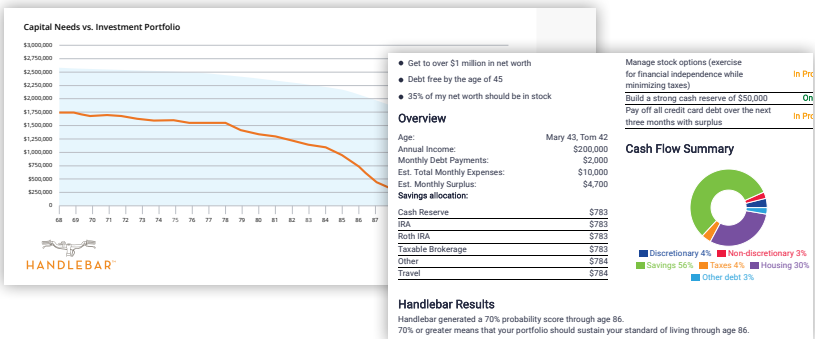 Capital Needs vs. Investment Portfolio
$3,000,000
$2,750,000
$2,500,000
$2,250,000
$2,000,000
$1,750,000
$1,500,000
$1,250,000
$1,000,000
$750,000
$500,000
$250,000
0
68 69 70 71 72 74 75 76 77 78 79 80 81 82 83 84 85 86 87
HANDLEBAR™
Get to over $1 million in net worth
Debt free by the age of 45
35% of my net worth should be in stock
Overview
Age: Mary 43, Tom 42
Annual Income: $200,000
Monthly Debt Payments: $2,000
Est. Total Monthly Expenses: $10,000
Est. Monthly Surplus: $4,700
Savings allocation:
Cash Reserve $783
IRA $783
Roth IRA $783
Taxable Brokerage $783
Other $784
Travel $784
Handlebar Results
Handlebar generated a 70% probability score through age 86.
70% or greater means that your portfolio should sustain your standard of living through age 86.
Manage stock options (exercise
for financial independence while In Pro
minimizing taxes)
Build a strong cash reserve of $50,000 On
Pay off all credit card debt over the next In Pro
three months with surplus
Cash Flow Summary
Discretionary 4% Non-discretionary 3%
Savings 56% Taxes 4% Housing 30%
Other debt 3%